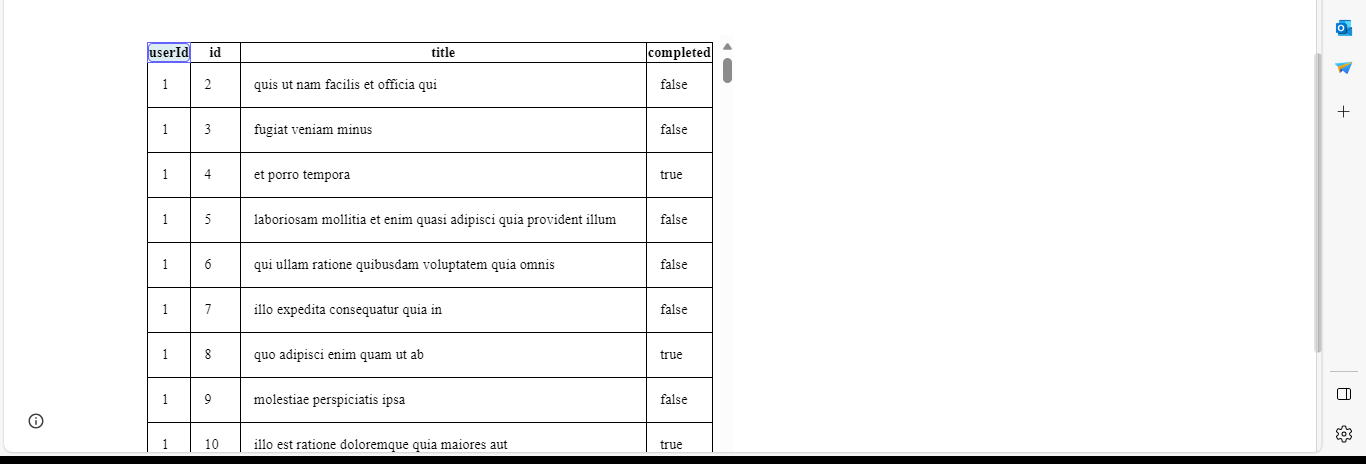 userId id title completed
1 2 quis ut nam facilis et officia qui false
1 3 fugiat veniam minus false
1 4 et porro tempora true
1 5 laboriosam mollitia et enim quasi adipisci quia provident illum false
1 6 qui ullam ratione quibusdam voluptatem quia omnis false
1 7 illo expedita consequatur quia in false
1 8 quo adipisci enim quam ut ab true
1 9 molestiae perspiciatis ipsa false
1 10 illo est ratione doloremque quia maiores aut true